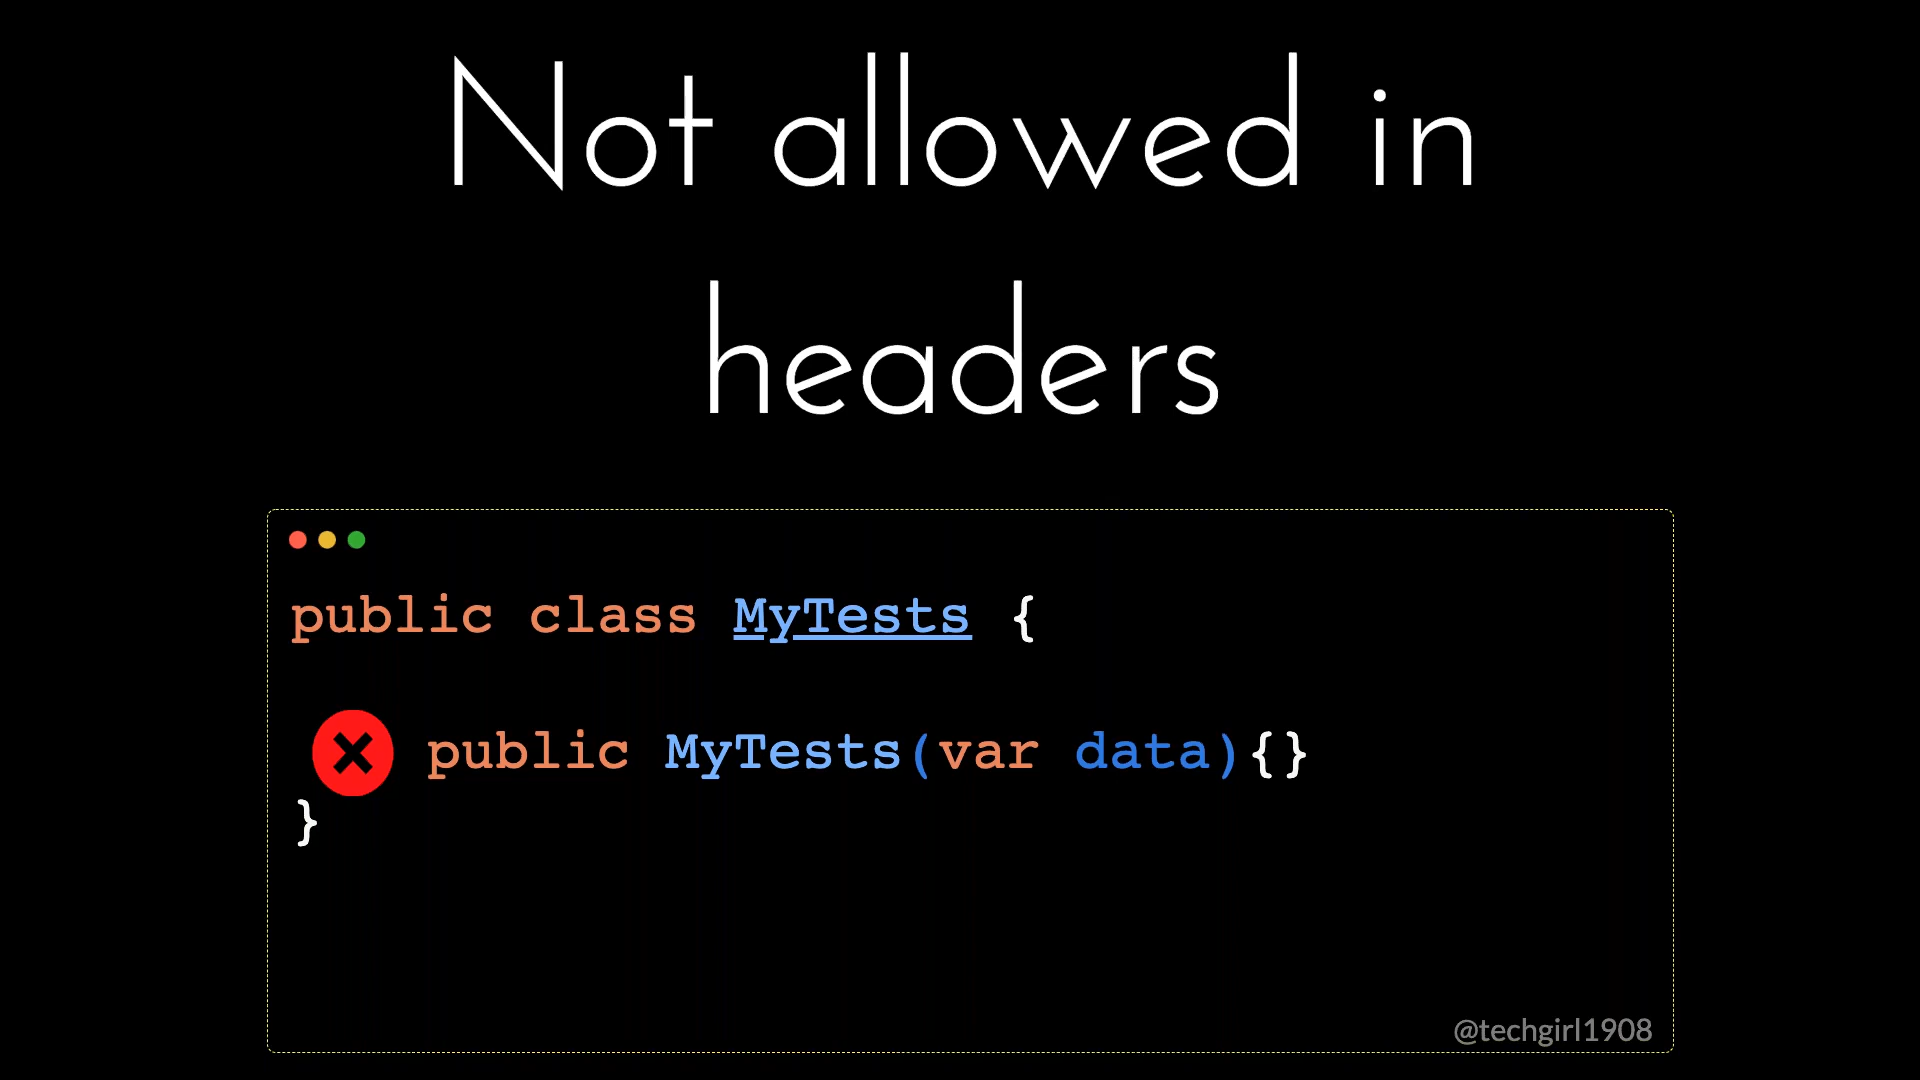 Not allowed in
headers
public class MyTests {
public MyTests(var data){}
}
@techgirl1908